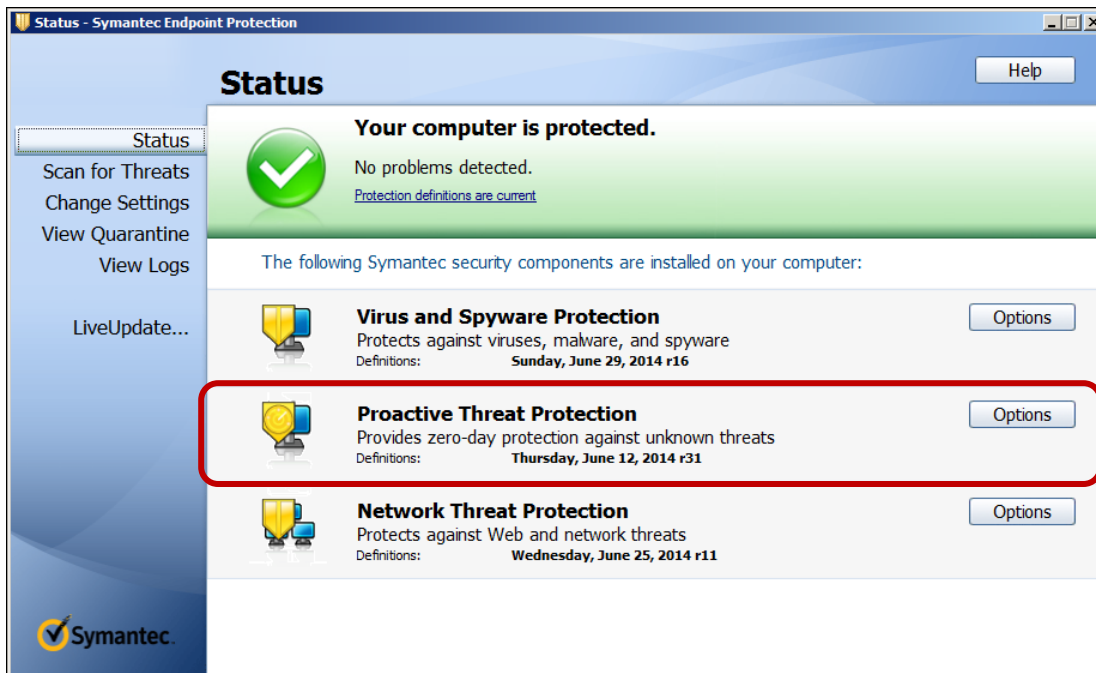 Status - Symantec Endpoint Protection
Status
Help
Status
Scan for Threats
Change Settings
View Quarantine
View Logs
LiveUpdate...
Your computer is protected.
No problems detected.
Protection definitions are current
The following Symantec security components are installed on your computer:
Virus and Spyware Protection
Protects against viruses, malware, and spyware
Definitions: Sunday, June 29, 2014 r16
Options
Proactive Threat Protection
Provides zero-day protection against unknown threats
Definitions: Thursday, June 12, 2014 r31
Options
Network Threat Protection
Protects against Web and network threats
Definitions: Wednesday, June 25, 2014 r11
Options
Symantec.